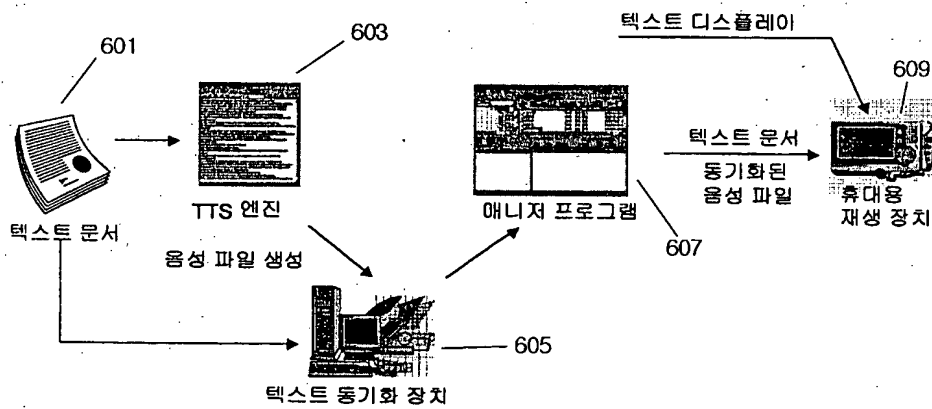 텍스트 디스플레이
601
603
609
텍스트 문서
TTS 엔진
음성 파일 생성
매니저 프로그램
607
텍스트 문서
동기화된
음성 파일
휴대용
재생 장치
605
텍스트 동기화 장치